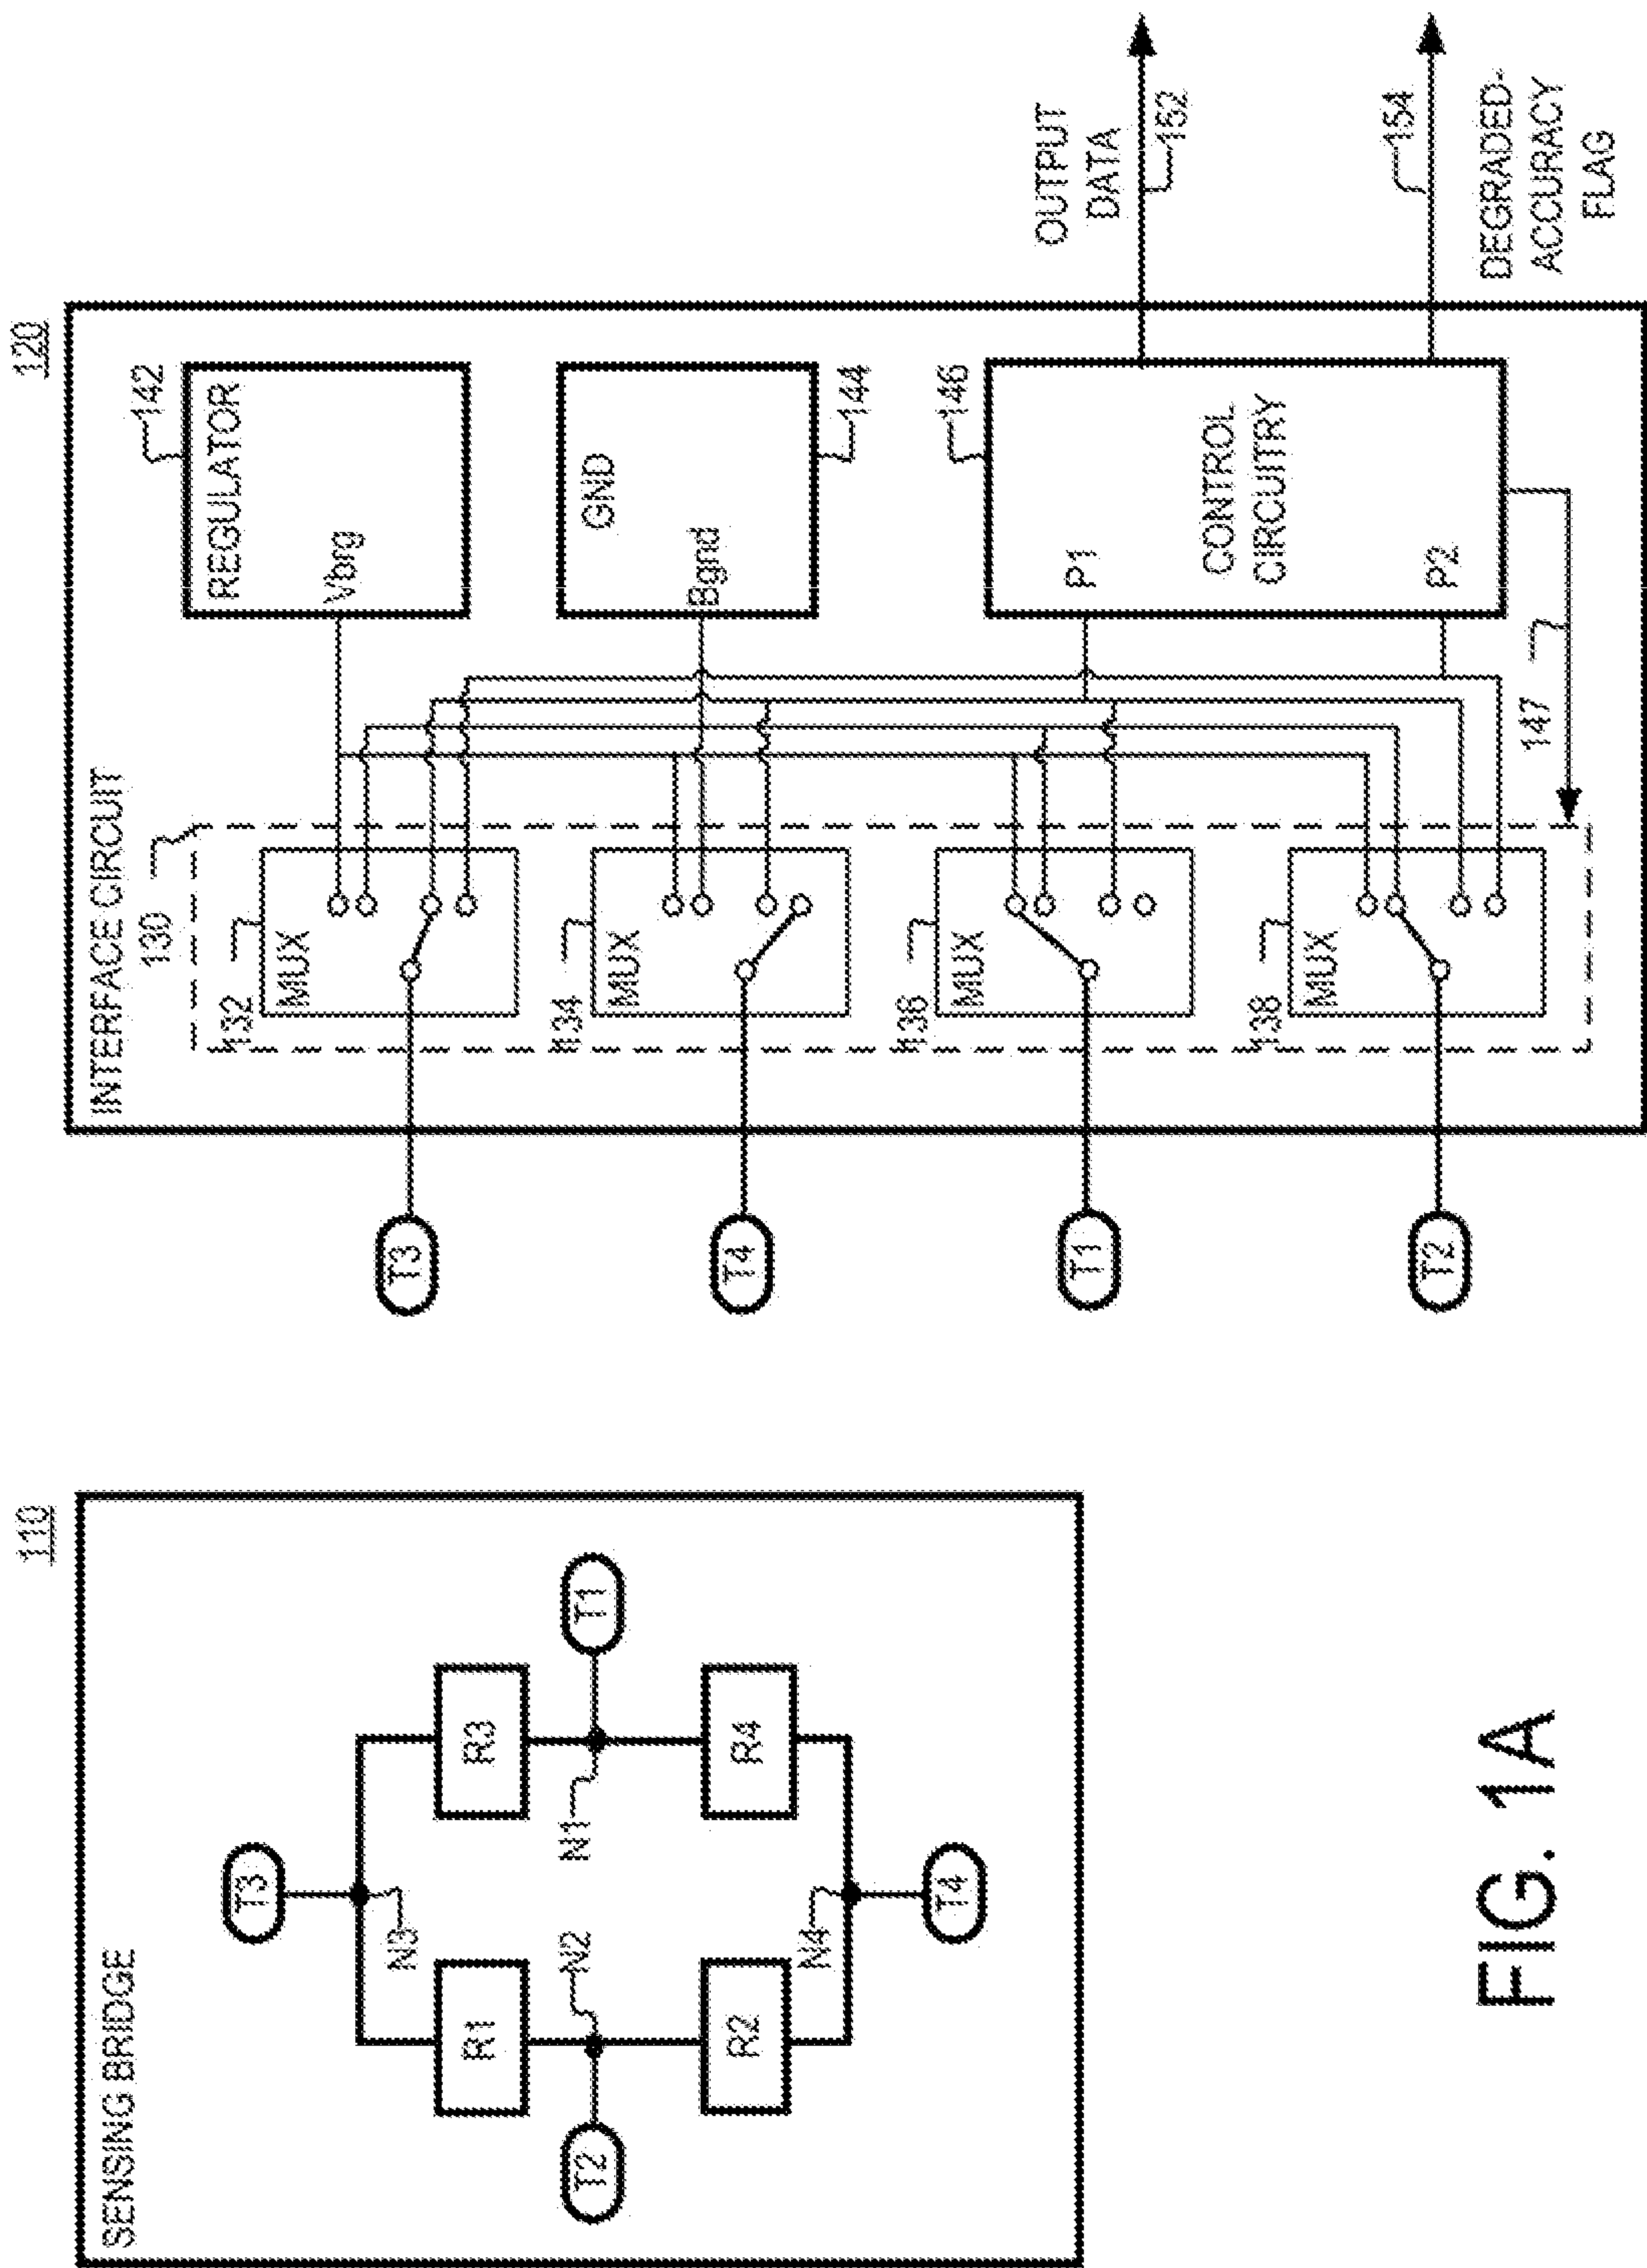 110
SENSING BRIDGE
T3
N3
R1
R3
T2
N2
N1
T1
R2
R4
N4
T4
120
INTERFACE CIRCUIT
130
132
MUX
T3
134
MUX
T4
136
MUX
T1
138
MUX
T2
142
REGULATOR
Vbrg
GND
Bgnd
144
146
P1
CONTROL
CIRCUITRY
P2
147
OUTPUT
DATA
152
154
DEGRADED-
ACCURACY
FLAG
FIG. 1A